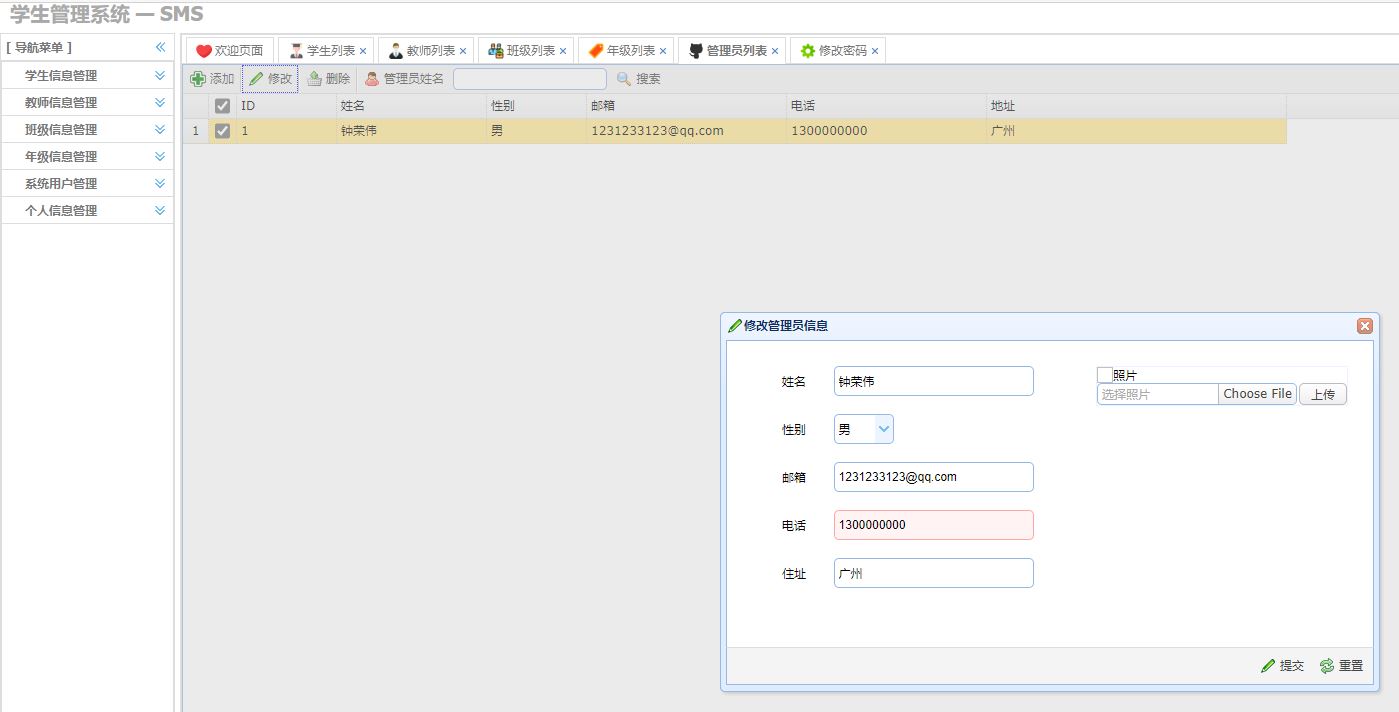 学生管理系统 — SMS
[ 导航菜单 ]
学生信息管理
教师信息管理
班级信息管理
年级信息管理
系统用户管理
个人信息管理
欢迎页面 学生列表 教师列表 班级列表 年级列表 管理员列表 修改密码
添加 修改 删除 管理员姓名 搜索
ID 姓名 性别 邮箱 电话 地址
1 1 钟荣伟 男 1231233123@qq.com 1300000000 广州
修改管理员信息
姓名 钟荣伟
性别 男
邮箱 1231233123@qq.com
电话 1300000000
住址 广州
照片
选择照片 Choose File 上传
提交 重置